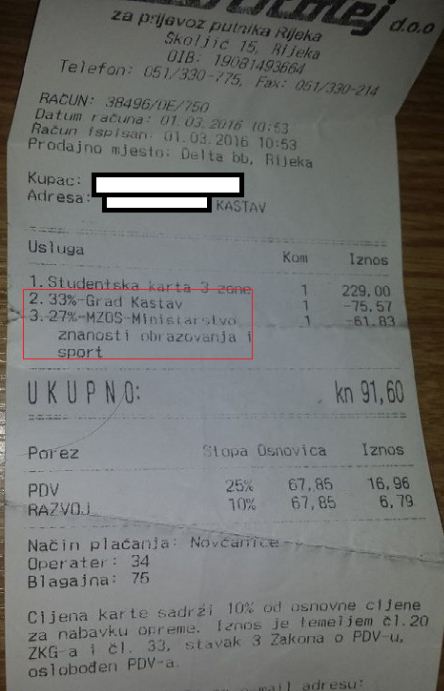 d.o.o
za prijevoz putnika Rijeka
Školjić 15, Rijeka
OIB: 19081493664
Telefon: 051/330-775, Fax: 051/330-214
RAČUN: 38496/OE/750
Datum računa: 01.03.2016 10:53
Račun ispisan: 01.03.2016 10:53
Prodajno mjesto: Delta bb, Rijeka
Kupac:
Adresa: KASTAV
Usluga Kom Iznos
1. Studentska karta 3 zone 1 229,00
2. 33%-Grad Kastav 1 -75,57
3. 27%-MZOS-Ministarstvo 1 -61,83
znanosti obrazovanja i
sport
UKUPNO: kn 91,60
Porez Stopa Osnovica Iznos
PDV 25% 67,85 16,96
RAZVOJ 10% 67,85 6,79
Način plaćanja: Novčanice
Operater: 34
Blagajna: 75
Cijena karte sadrži 10% od osnovne cijene
za nabavku opreme. Iznos je temeljem čl.20
ZKG-a i čl. 33, stavak 3 Zakona o PDV-u,
oslobođen PDV-a.
e-mail adresu: